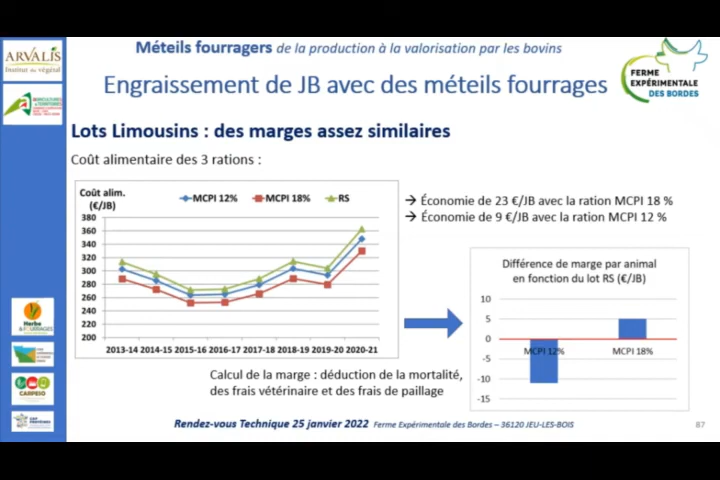 ARVALIS
Institut du végétal
Méteils fourragers de la production à la valorisation par les bovins
Engraissement de JB avec des méteils fourrages
FERME
EXPÉRIMENTALE
DES BORDES
AGRICULTURES
& TERRITOIRES
Lots Limousins : des marges assez similaires
Coût alimentaire des 3 rations :
Coût alim.
(€/JB)
MCPI 12% MCPI 18% RS
380
360
340
320
300
280
260
240
220
200
2013-14 2014-15 2015-16 2016-17 2017-18 2018-19 2019-20 2020-21
→ Économie de 23 €/JB avec la ration MCPI 18 %
→ Économie de 9 €/JB avec la ration MCPI 12 %
Différence de marge par animal
en fonction du lot RS (€/JB)
10
5
0
-5
-10
-15
MCPI 12% MCPI 18%
Calcul de la marge : déduction de la mortalité,
des frais vétérinaire et des frais de paillage
Herbe
& FOURRAGES
CARPESO
Rendez-vous Technique 25 janvier 2022 Ferme Expérimentale des Bordes – 36120 JEU-LES-BOIS
87